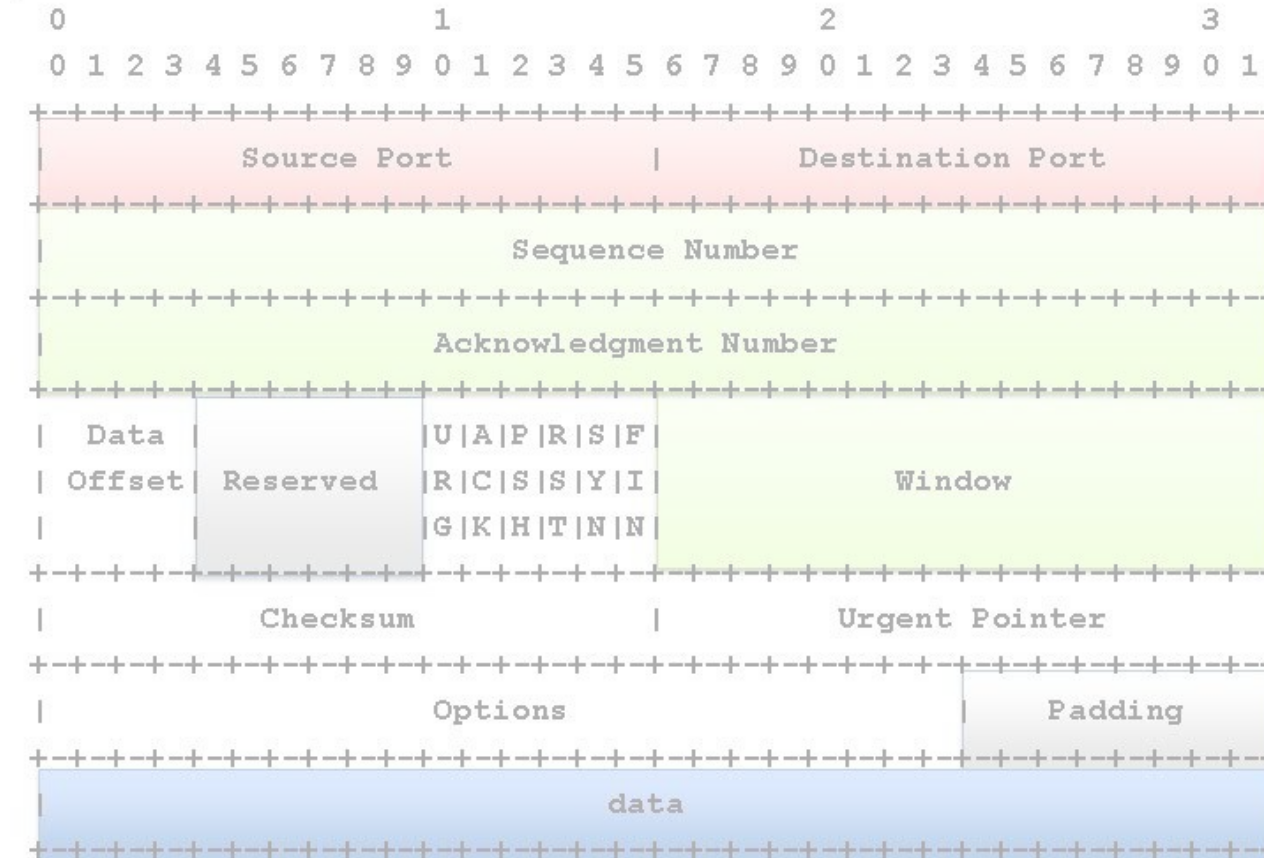 0                   1                   2                   3
0 1 2 3 4 5 6 7 8 9 0 1 2 3 4 5 6 7 8 9 0 1 2 3 4 5 6 7 8 9 0 1
+-+-+-+-+-+-+-+-+-+-+-+-+-+-+-+-+-+-+-+-+-+-+-+-+-+-+-+-+-+-+-+-
| Source Port | Destination Port
+-+-+-+-+-+-+-+-+-+-+-+-+-+-+-+-+-+-+-+-+-+-+-+-+-+-+-+-+-+-+-+-
| Sequence Number
+-+-+-+-+-+-+-+-+-+-+-+-+-+-+-+-+-+-+-+-+-+-+-+-+-+-+-+-+-+-+-+-
| Acknowledgment Number
+-+-+-+-+-+-+-+-+-+-+-+-+-+-+-+-+-+-+-+-+-+-+-+-+-+-+-+-+-+-+-+-
| Data | |U|A|P|R|S|F|
| Offset| Reserved |R|C|S|S|Y|I| Window
| | |G|K|H|T|N|N|
+-+-+-+-+-+-+-+-+-+-+-+-+-+-+-+-+-+-+-+-+-+-+-+-+-+-+-+-+-+-+-+-
| Checksum | Urgent Pointer
+-+-+-+-+-+-+-+-+-+-+-+-+-+-+-+-+-+-+-+-+-+-+-+-+-+-+-+-+-+-+-+-
| Options | Padding
+-+-+-+-+-+-+-+-+-+-+-+-+-+-+-+-+-+-+-+-+-+-+-+-+-+-+-+-+-+-+-+-
| data
+-+-+-+-+-+-+-+-+-+-+-+-+-+-+-+-+-+-+-+-+-+-+-+-+-+-+-+-+-+-+-+-